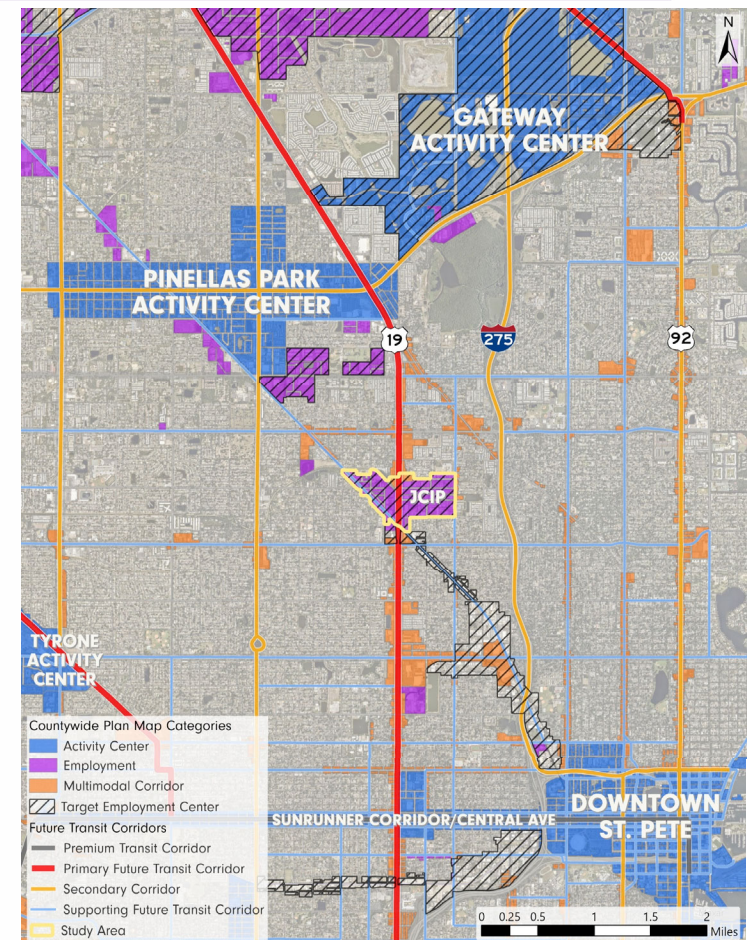 N
GATEWAY
ACTIVITY CENTER
PINELLAS PARK
ACTIVITY CENTER
19
275
92
JCIP
TYRONE
ACTIVITY
CENTER
Countywide Plan Map Categories
Activity Center
Employment
Multimodal Corridor
Target Employment Center
Future Transit Corridors
Premium Transit Corridor
Primary Future Transit Corridor
Secondary Corridor
Supporting Future Transit Corridor
Study Area
DOWNTOWN
ST. PETE
SUNRUNNER CORRIDOR/CENTRAL AVE
0 0.25 0.5 1 1.5 2
Miles